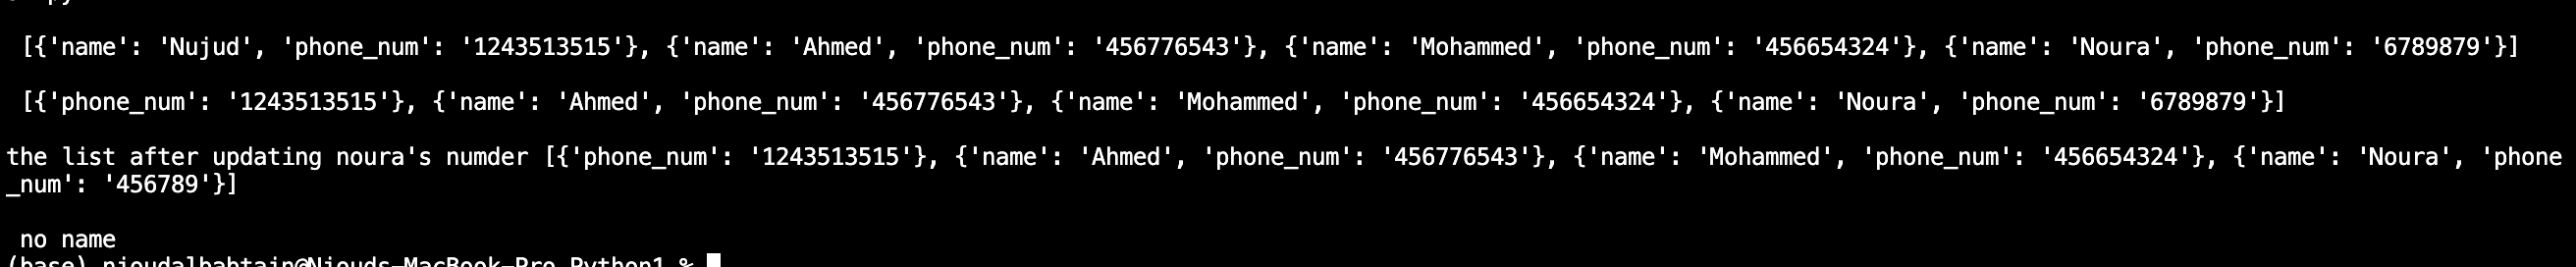 [{'name': 'Nujud', 'phone_num': '1243513515'}, {'name': 'Ahmed', 'phone_num': '456776543'}, {'name': 'Mohammed', 'phone_num': '456654324'}, {'name': 'Noura', 'phone_num': '6789879'}]
[{'phone_num': '1243513515'}, {'name': 'Ahmed', 'phone_num': '456776543'}, {'name': 'Mohammed', 'phone_num': '456654324'}, {'name': 'Noura', 'phone_num': '6789879'}]
the list after updating noura's numder [{'phone_num': '1243513515'}, {'name': 'Ahmed', 'phone_num': '456776543'}, {'name': 'Mohammed', 'phone_num': '456654324'}, {'name': 'Noura', 'phone
_num': '456789'}]
no name
(base) njoudalbahtain@Njouds-MacBook-Pro Python1 %